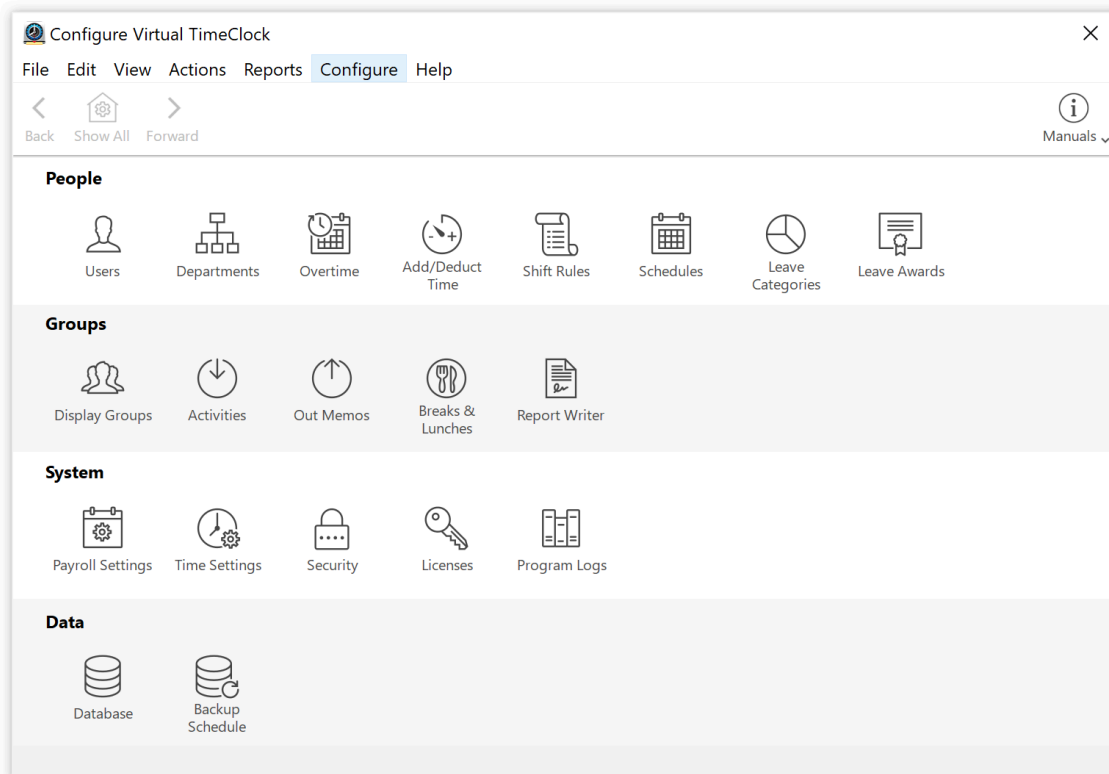 Configure Virtual TimeClock
File Edit View Actions Reports Configure Help
Back Show All Forward Manuals
People
Users Departments Overtime Add/Deduct Time Shift Rules Schedules Leave Categories Leave Awards
Groups
Display Groups Activities Out Memos Breaks & Lunches Report Writer
System
Payroll Settings Time Settings Security Licenses Program Logs
Data
Database Backup Schedule